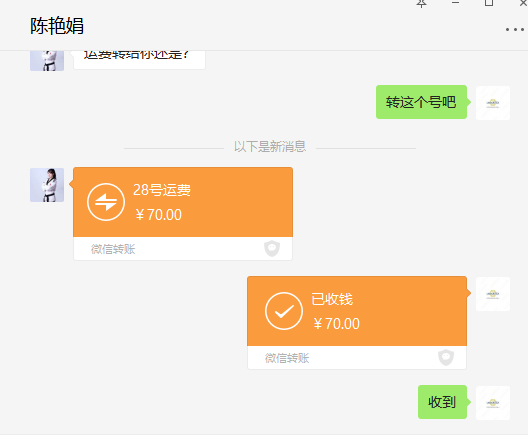 陈艳娟
运费转给你还是?
转这个号吧
以下是新消息
28号运费
￥70.00
微信转账
已收钱
￥70.00
微信转账
收到